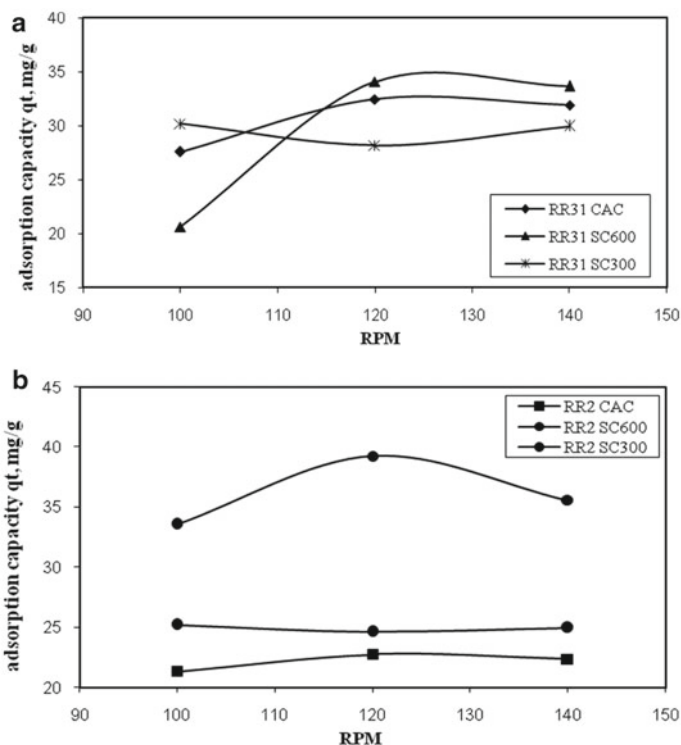 a
40
35
30
25
20
15
adsorption capacity qt, mg/g
RR31 CAC
RR31 SC600
RR31 SC300
90 100 110 120 130 140 150
RPM
b
45
40
35
30
25
20
adsorption capacity qt, mg/g
RR2 CAC
RR2 SC600
RR2 SC300
90 100 110 120 130 140 150
RPM